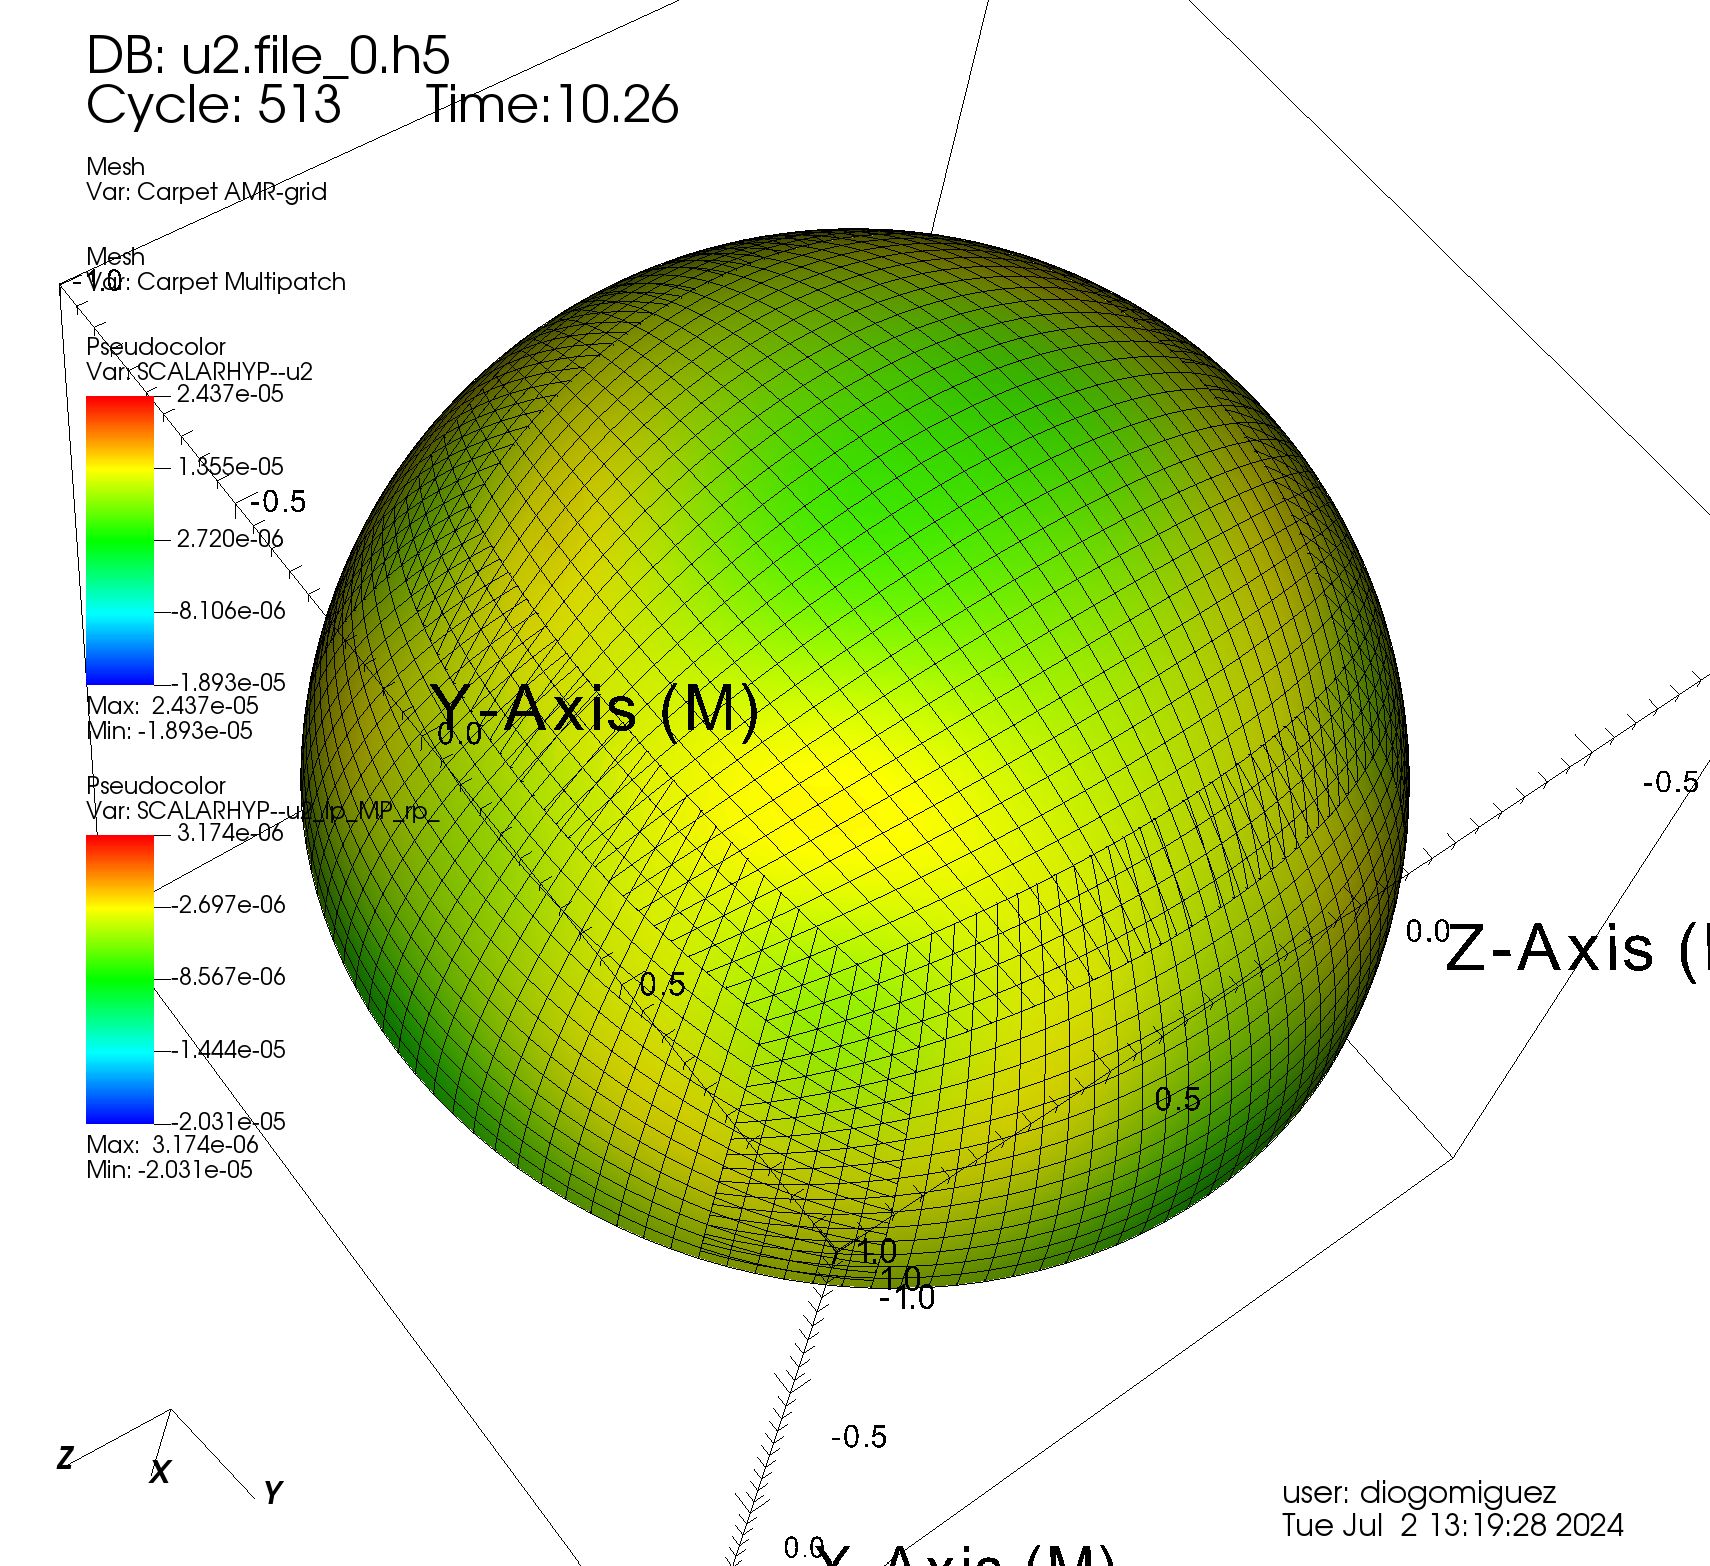 DB: u2.file_0.h5
Cycle: 513 Time:10.26
Mesh
Var: Carpet AMR-grid
Mesh
Var: Carpet Multipatch
-1.0
Pseudocolor
Var: SCALARHYP--u2
2.437e-05
1.355e-05
-0.5
2.720e-06
-8.106e-06
-1.893e-05
Max: 2.437e-05
Min: -1.893e-05
Y-Axis (M)
0.0
Pseudocolor
Var: SCALARHYP--u2_lp_MP_rp_
3.174e-06
-2.697e-06
-8.567e-06
-1.444e-05
-2.031e-05
Max: 3.174e-06
Min: -2.031e-05
-0.5
0.0
Z-Axis (
0.5
0.5
1.0
1.0
-1.0
-0.5
0.0
X-Axis (M)
Z
X
Y
user: diogomiguez
Tue Jul 2 13:19:28 2024